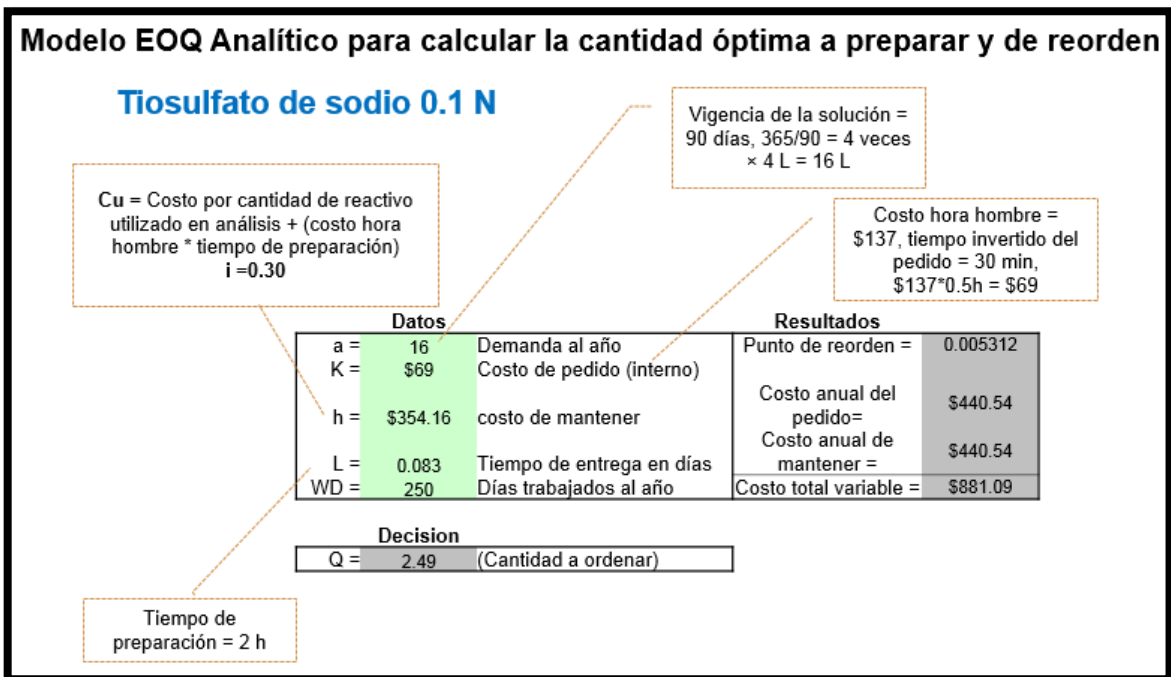 Modelo EOQ Analítico para calcular la cantidad óptima a preparar y de reorden
Tiosulfato de sodio 0.1 N
Vigencia de la solución =
90 días, 365/90 = 4 veces
× 4 L = 16 L
Cu = Costo por cantidad de reactivo
utilizado en análisis + (costo hora
hombre * tiempo de preparación)
i =0.30
Costo hora hombre =
$137, tiempo invertido del
pedido = 30 min,
$137*0.5h = $69
Datos
a = 16 Demanda al año
K = $69 Costo de pedido (interno)
h = $354.16 costo de mantener
L = 0.083 Tiempo de entrega en días
WD = 250 Días trabajados al año
Resultados
Punto de reorden = 0.005312
Costo anual del
pedido= $440.54
Costo anual de
mantener = $440.54
Costo total variable = $881.09
Decision
Q = 2.49 (Cantidad a ordenar)
Tiempo de
preparación = 2 h